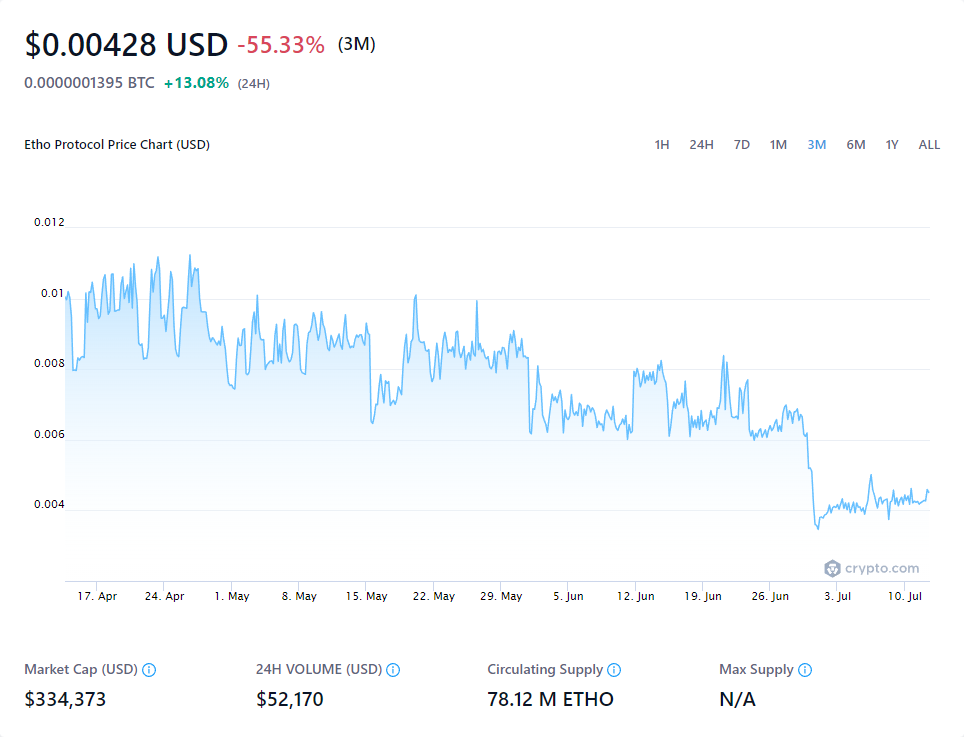 $0.00428 USD -55.33% (3M)
0.0000001395 BTC +13.08% (24H)
Etho Protocol Price Chart (USD) 1H 24H 7D 1M 3M 6M 1Y ALL
0.012
0.01
0.008
0.006
0.004
crypto.com
17. Apr 24. Apr 1. May 8. May 15. May 22. May 29. May 5. Jun 12. Jun 19. Jun 26. Jun 3. Jul 10. Jul
Market Cap (USD) 24H VOLUME (USD) Circulating Supply Max Supply
$334,373 $52,170 78.12 M ETHO N/A